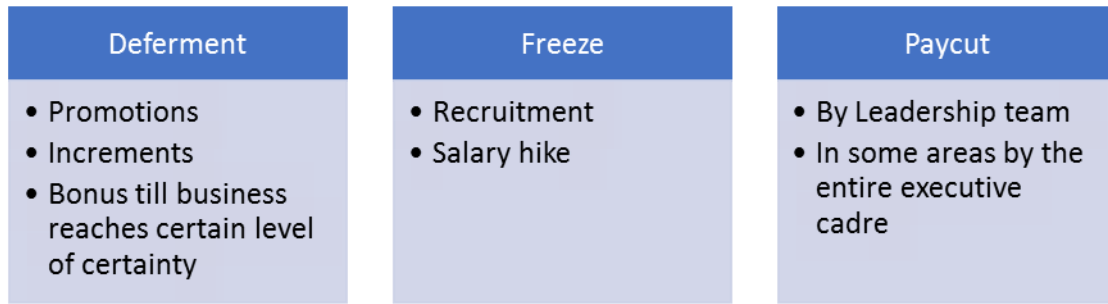 Deferment
• Promotions
• Increments
• Bonus till business
reaches certain level
of certainty
Freeze
• Recruitment
• Salary hike
Paycut
• By Leadership team
• In some areas by the
entire executive
cadre